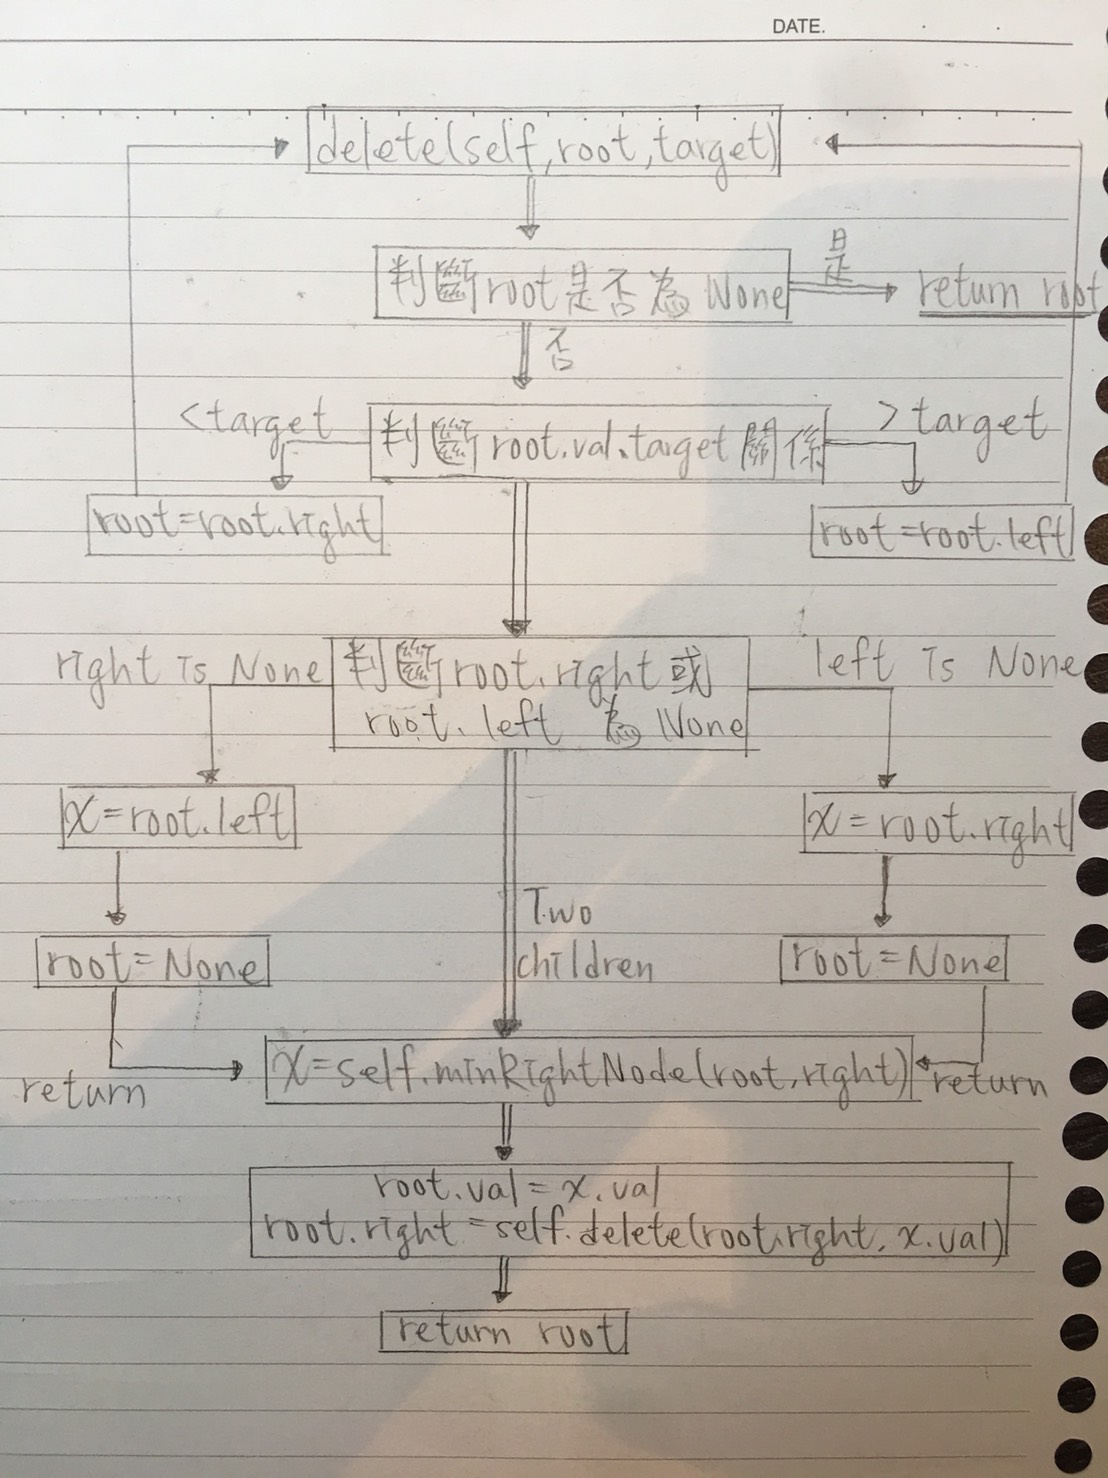 DATE.
delete(self,root,target)
判斷root是否為None
是
return root
否
<target
判斷root.val、target關係
>target
root=root.right
root=root.left
right is None
判斷root.right或
root.left 為 None
left is None
x=root.left
x=root.right
Two
children
root=None
root=None
x=self.minRightNode(root.right)
return
return
root.val=x.val
root.right=self.delete(root.right, x.val)
return root